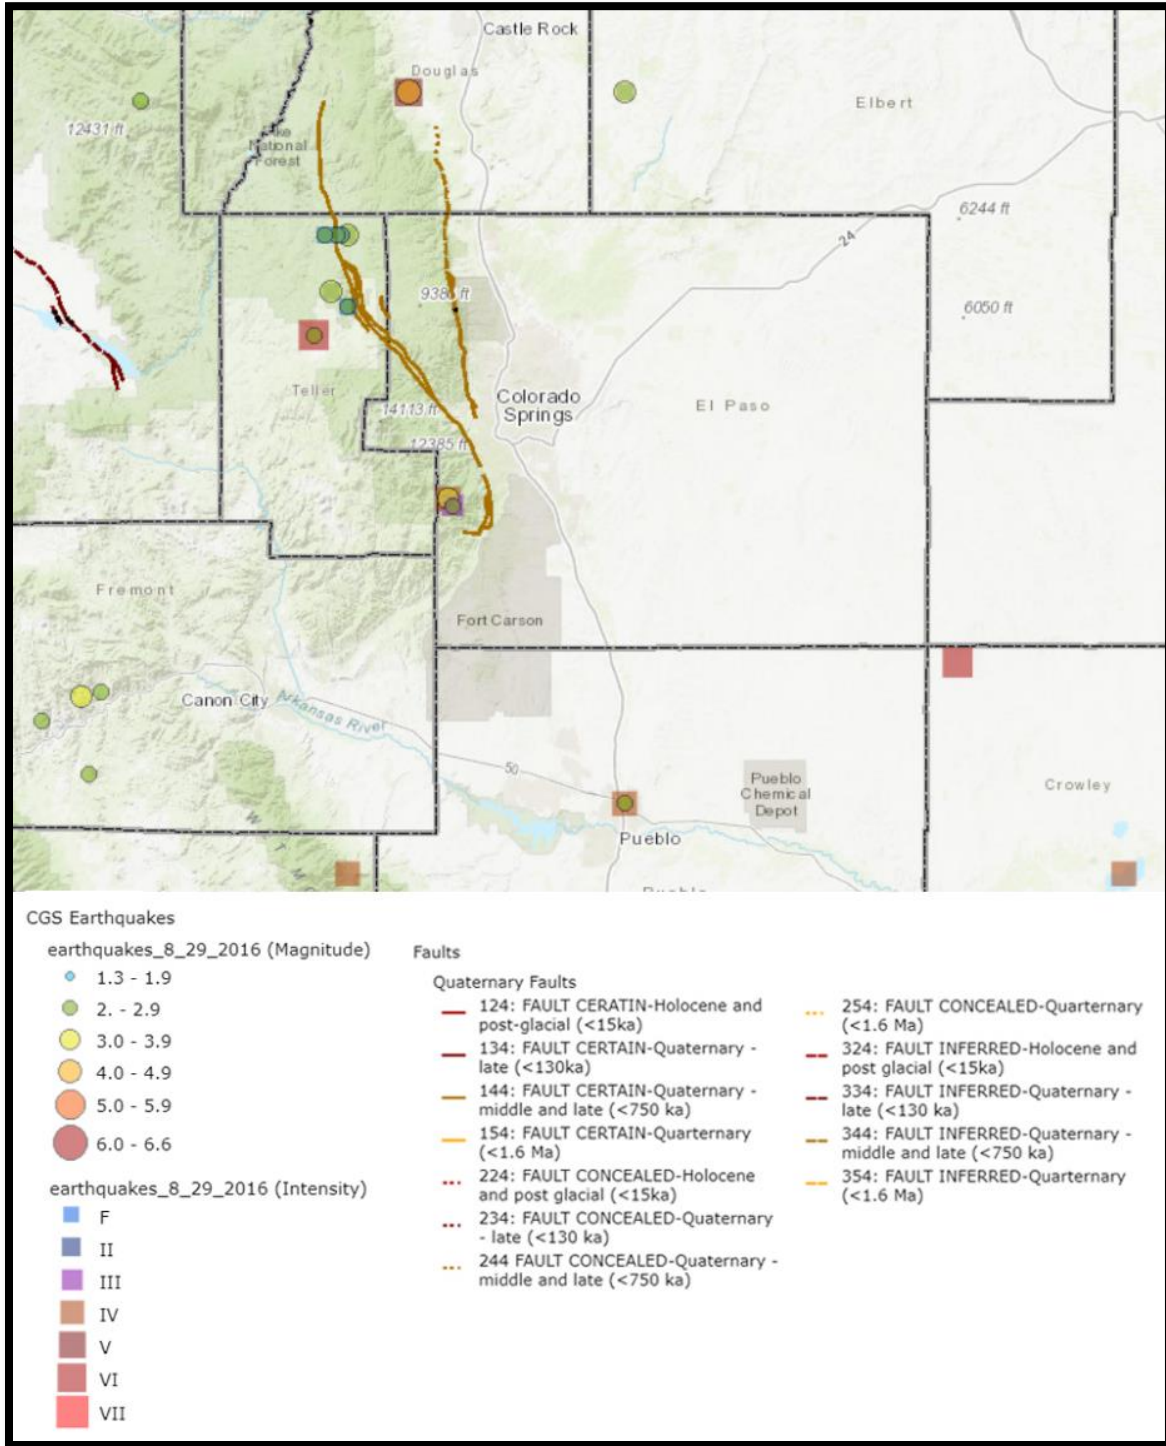 Castle Rock
Douglas
Elbert
12431 ft
Pike
National
Forest
6244 ft
24
9386 ft
6050 ft
Teller
Colorado
Springs
El Paso
14113 ft
12385 ft
Fremont
Fort Carson
Canon City
Arkansas River
50
Pueblo
Chemical
Depot
Crowley
Pueblo
W
T
M
CGS Earthquakes
earthquakes_8_29_2016 (Magnitude)
1.3 - 1.9
2. - 2.9
3.0 - 3.9
4.0 - 4.9
5.0 - 5.9
6.0 - 6.6
earthquakes_8_29_2016 (Intensity)
F
II
III
IV
V
VI
VII
Faults
Quaternary Faults
124: FAULT CERATIN-Holocene and
post-glacial (<15ka)
134: FAULT CERTAIN-Quaternary -
late (<130ka)
144: FAULT CERTAIN-Quaternary -
middle and late (<750 ka)
154: FAULT CERTAIN-Quarternary
(<1.6 Ma)
224: FAULT CONCEALED-Holocene
and post glacial (<15ka)
234: FAULT CONCEALED-Quaternary
- late (<130 ka)
244 FAULT CONCEALED-Quaternary -
middle and late (<750 ka)
254: FAULT CONCEALED-Quarternary
(<1.6 Ma)
324: FAULT INFERRED-Holocene and
post glacial (<15ka)
334: FAULT INFERRED-Quaternary -
late (<130 ka)
344: FAULT INFERRED-Quaternary -
middle and late (<750 ka)
354: FAULT INFERRED-Quarternary
(<1.6 Ma)